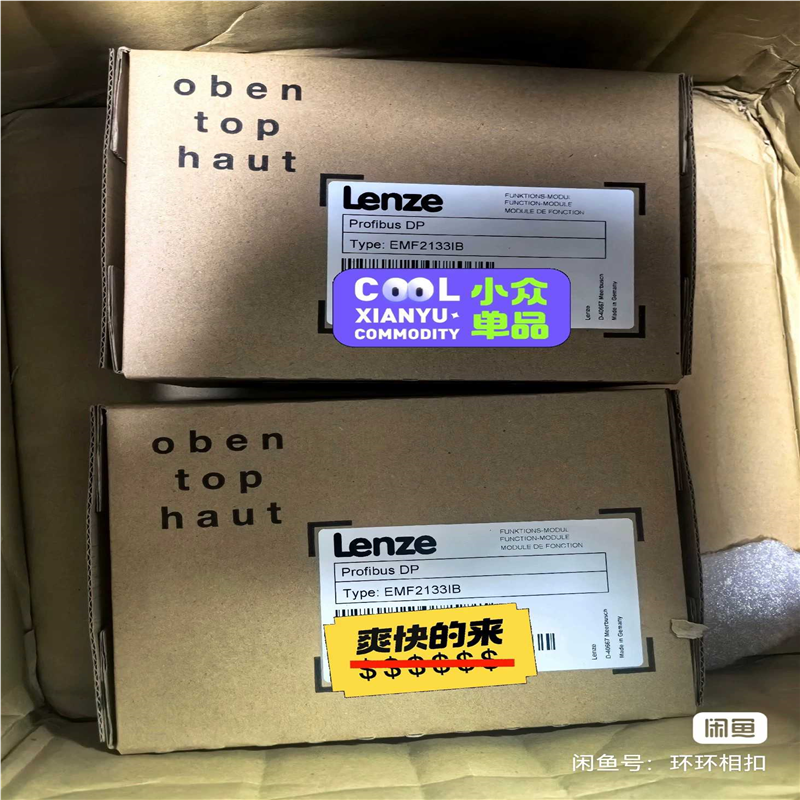 oben
top
haut
Lenze
FUNKTIONS-MODUL
FUNCTION-MODULE
MODULE DE FONCTION
Profibus DP
Type: EMF2133IB
COOL
XIANYU
COMMODITY
小众
单品
Lenze
D-40667 Meerbusch
Made in Germany
oben
top
haut
Lenze
FUNKTIONS-MODUL
FUNCTION-MODULE
MODULE DE FONCTION
Profibus DP
Type: EMF2133IB
爽快的来
$$$$$$
Lenze
D-40667 Meerbusch
Made in Germany
闲鱼
闲鱼号：环环相扣